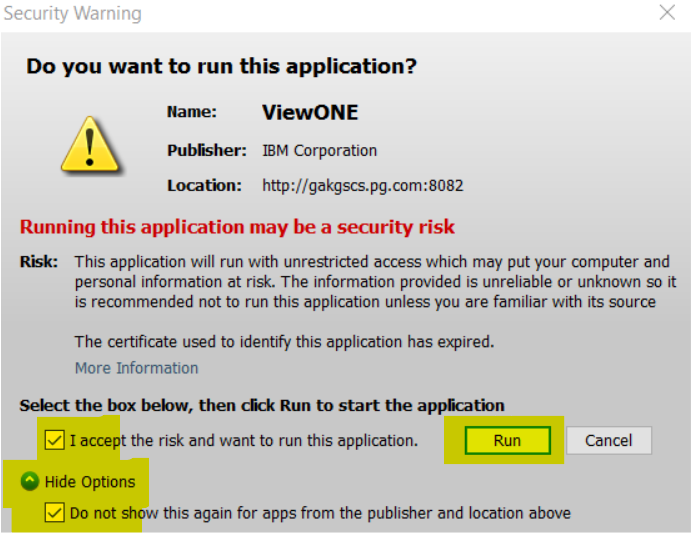 Security Warning
Do you want to run this application?
Name: ViewONE
Publisher: IBM Corporation
Location: http://gakgscs.pg.com:8082
Running this application may be a security risk
Risk: This application will run with unrestricted access which may put your computer and
personal information at risk. The information provided is unreliable or unknown so it
is recommended not to run this application unless you are familiar with its source
The certificate used to identify this application has expired.
More Information
Select the box below, then click Run to start the application
I accept the risk and want to run this application. Run Cancel
Hide Options
Do not show this again for apps from the publisher and location above